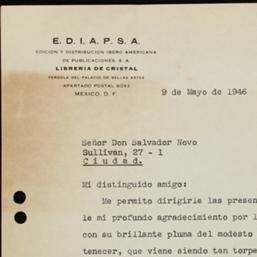 E. D. I. A. P. S. A.
EDICION Y DISTRIBUCION IBERO AMERICANA
DE PUBLICACIONES, S. A.
LIBRERIA DE CRISTAL
PERGOLA DEL PALACIO DE BELLAS ARTES
APARTADO POSTAL 8092
MEXICO, D. F.
9 de Mayo de 1946
Señor Don Salvador Novo
Sullivan, 27 - 1
Ciudad.
Mi distinguido amigo:
Me permito dirigirle las presen
le mi profundo agradecimiento por l
con su brillante pluma del modesto
tenecer, que viene siendo tan torpe